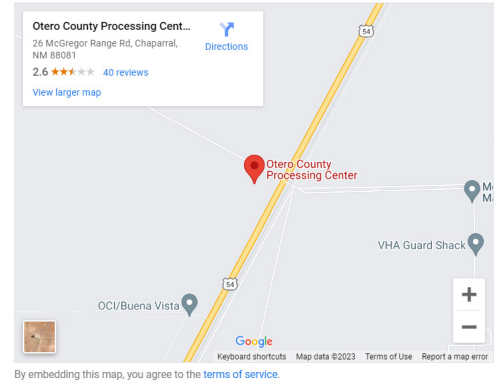 Otero County Processing Cent...
26 McGregor Range Rd, Chaparral,
NM 88081
Directions
2.6
40 reviews
View larger map
54
Otero County
Processing Center
VHA Guard Shack
54
OCI/Buena Vista
+
−
Google
Keyboard shortcuts Map data ©2023 Terms of Use Report a map error
By embedding this map, you agree to the terms of service.